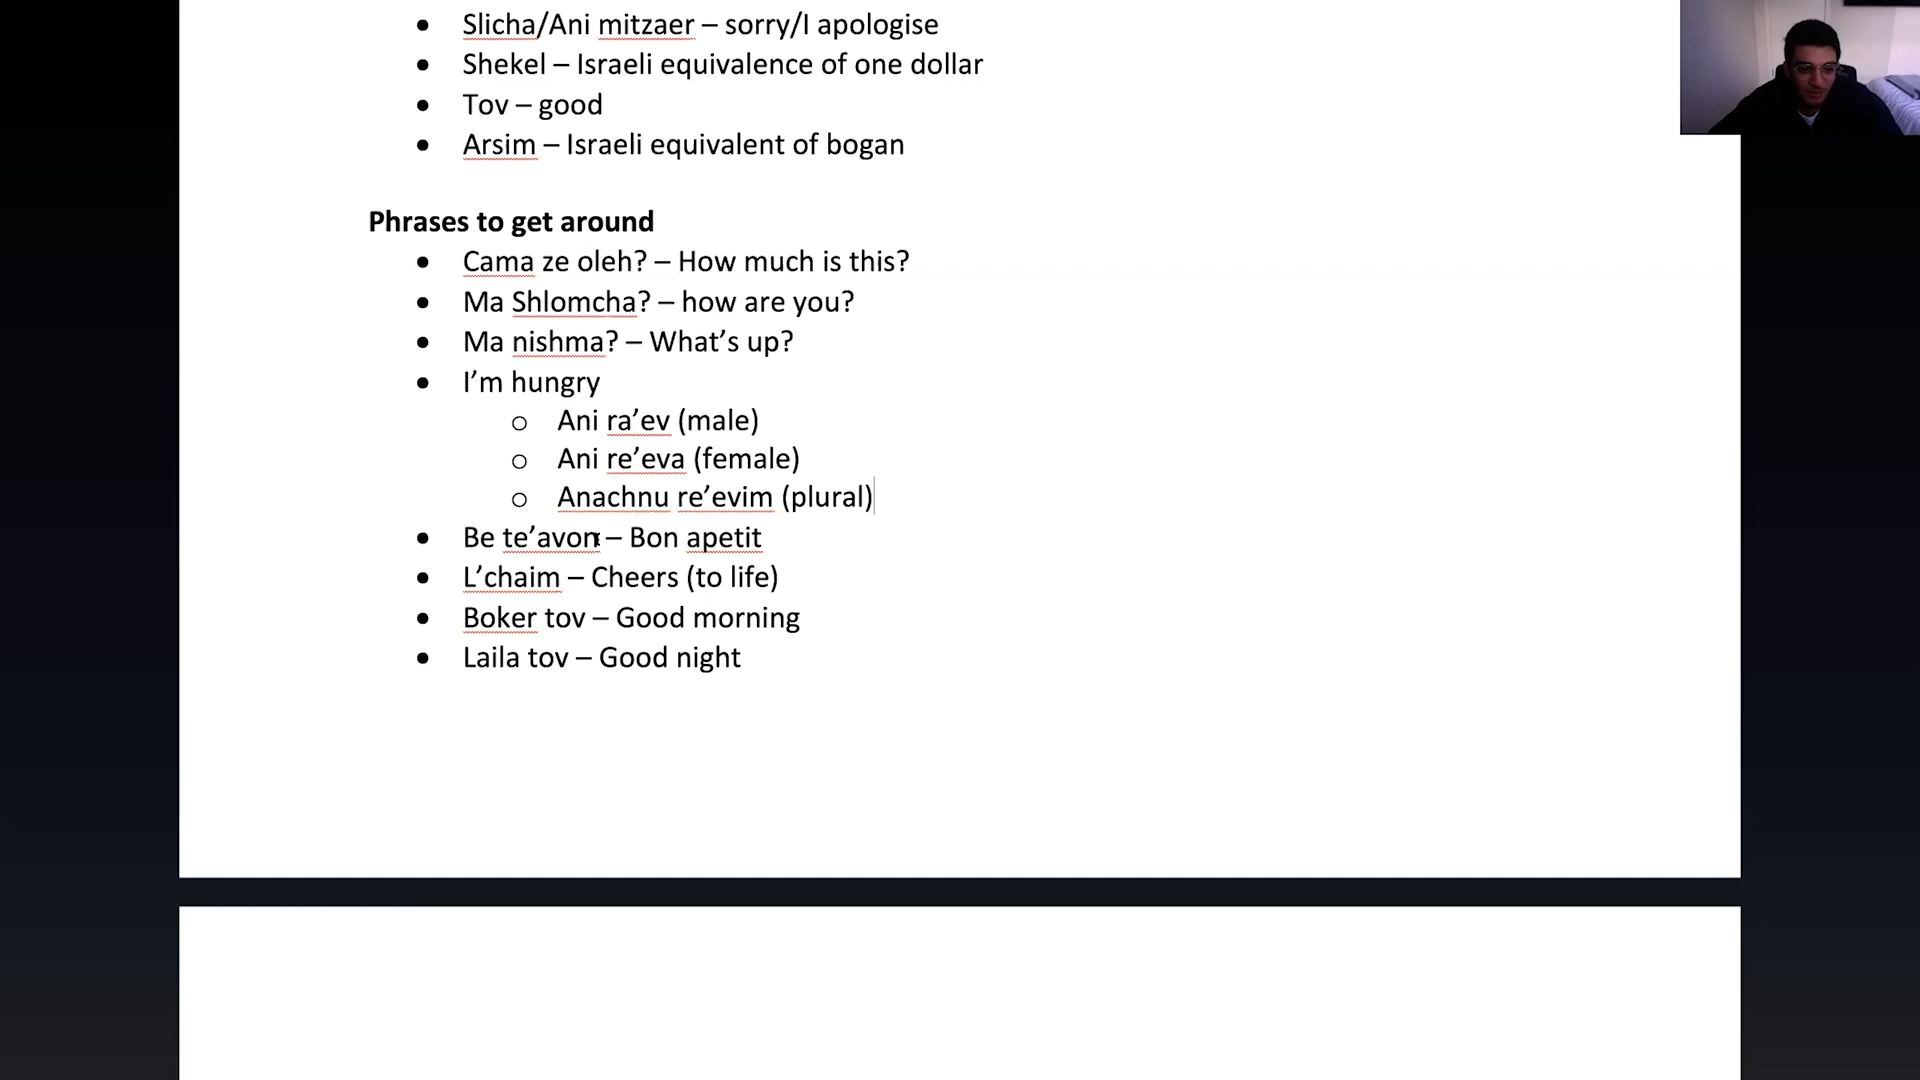 • Slicha/Ani mitzaer – sorry/I apologise
• Shekel – Israeli equivalence of one dollar
• Tov – good
• Arsim – Israeli equivalent of bogan
Phrases to get around
• Cama ze oleh? – How much is this?
• Ma Shlomcha? – how are you?
• Ma nishma? – What’s up?
• I’m hungry
o Ani ra’ev (male)
o Ani re’eva (female)
o Anachnu re’evim (plural)
• Be te’avon – Bon apetit
• L’chaim – Cheers (to life)
• Boker tov – Good morning
• Laila tov – Good night